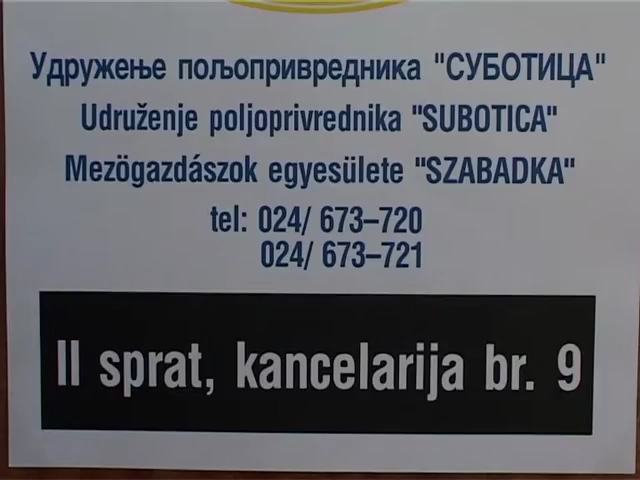 Удружење пољопривредника "СУБОТИЦА"
Udruženje poljoprivrednika "SUBOTICA"
Mezögazdászok egyesülete "SZABADKA"
tel: 024/ 673–720
024/ 673–721
II sprat, kancelarija br. 9